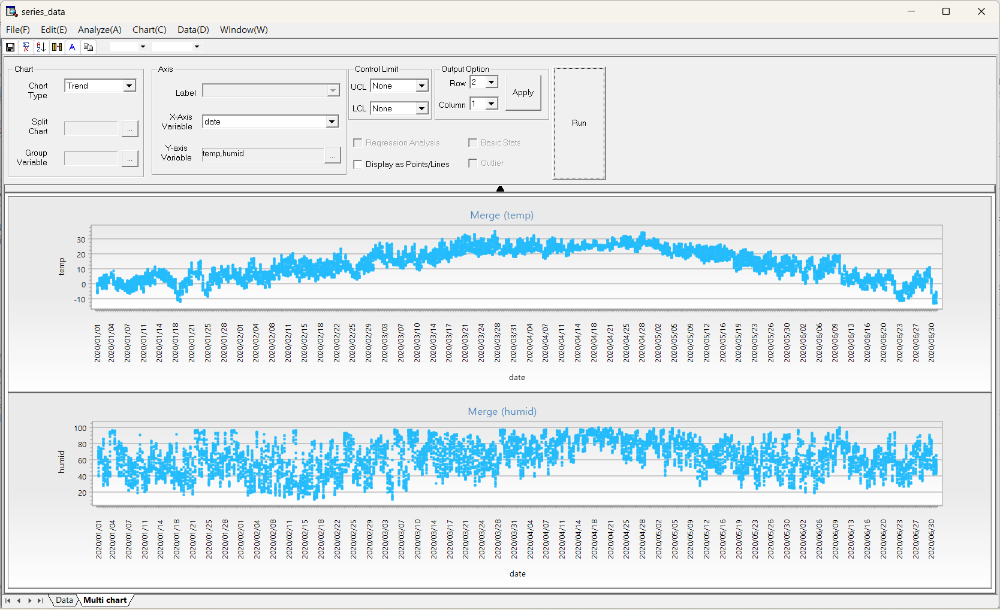 series_data
File(F) Edit(E) Analyze(A) Chart(C) Data(D) Window(W)
Chart
Chart Type
Trend
Split Chart
...
Group Variable
...
Axis
Label
X-Axis Variable
date
Y-axis Variable
temp,humid
...
Control Limit
UCL None
LCL None
Output Option
Row 2
Column 1
Apply
Regression Analysis
Basic Stats
Display as Points/Lines
Outlier
Run
Merge (temp)
temp
30
20
10
0
-10
2020/01/01 2020/01/04 2020/01/07 2020/01/11 2020/01/14 2020/01/18 2020/01/21 2020/01/25 2020/01/28 2020/02/01 2020/02/04 2020/02/08 2020/02/11 2020/02/15 2020/02/18 2020/02/22 2020/02/25 2020/02/29 2020/03/03 2020/03/07 2020/03/10 2020/03/14 2020/03/17 2020/03/21 2020/03/24 2020/03/28 2020/03/31 2020/04/04 2020/04/07 2020/04/11 2020/04/14 2020/04/18 2020/04/21 2020/04/25 2020/04/28 2020/05/02 2020/05/05 2020/05/09 2020/05/12 2020/05/16 2020/05/19 2020/05/23 2020/05/26 2020/05/30 2020/06/02 2020/06/06 2020/06/09 2020/06/13 2020/06/16 2020/06/20 2020/06/23 2020/06/27 2020/06/30
date
Merge (humid)
humid
100
80
60
40
20
2020/01/01 2020/01/04 2020/01/07 2020/01/11 2020/01/14 2020/01/18 2020/01/21 2020/01/25 2020/01/28 2020/02/01 2020/02/04 2020/02/08 2020/02/11 2020/02/15 2020/02/18 2020/02/22 2020/02/25 2020/02/29 2020/03/03 2020/03/07 2020/03/10 2020/03/14 2020/03/17 2020/03/21 2020/03/24 2020/03/28 2020/03/31 2020/04/04 2020/04/07 2020/04/11 2020/04/14 2020/04/18 2020/04/21 2020/04/25 2020/04/28 2020/05/02 2020/05/05 2020/05/09 2020/05/12 2020/05/16 2020/05/19 2020/05/23 2020/05/26 2020/05/30 2020/06/02 2020/06/06 2020/06/09 2020/06/13 2020/06/16 2020/06/20 2020/06/23 2020/06/27 2020/06/30
date
Data Multi chart